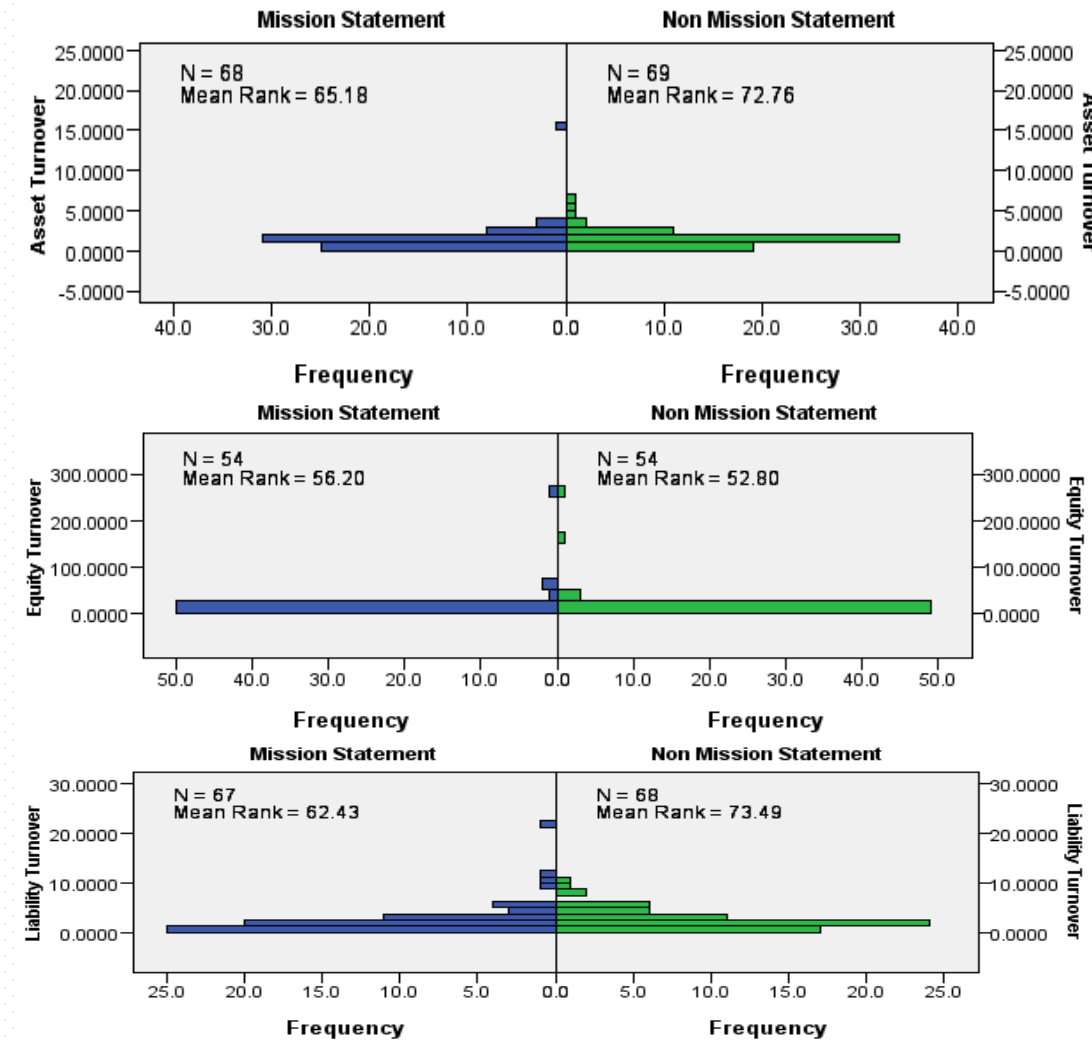 Mission Statement Non Mission Statement
N = 68 N = 69
Mean Rank = 65.18 Mean Rank = 72.76
Asset Turnover
25.0000 25.0000
20.0000 20.0000
15.0000 15.0000
10.0000 10.0000
5.0000 5.0000
0.0000 0.0000
-5.0000 -5.0000
Asset Turnover
40.0 30.0 20.0 10.0 0.0 10.0 20.0 30.0 40.0
Frequency Frequency
Mission Statement Non Mission Statement
N = 54 N = 54
Mean Rank = 56.20 Mean Rank = 52.80
Equity Turnover
300.0000 300.0000
200.0000 200.0000
100.0000 100.0000
0.0000 0.0000
Equity Turnover
50.0 40.0 30.0 20.0 10.0 0.0 10.0 20.0 30.0 40.0 50.0
Frequency Frequency
Mission Statement Non Mission Statement
N = 67 N = 68
Mean Rank = 62.43 Mean Rank = 73.49
Liability Turnover
30.0000 30.0000
20.0000 20.0000
10.0000 10.0000
0.0000 0.0000
Liability Turnover
25.0 20.0 15.0 10.0 5.0 0.0 5.0 10.0 15.0 20.0 25.0
Frequency Frequency